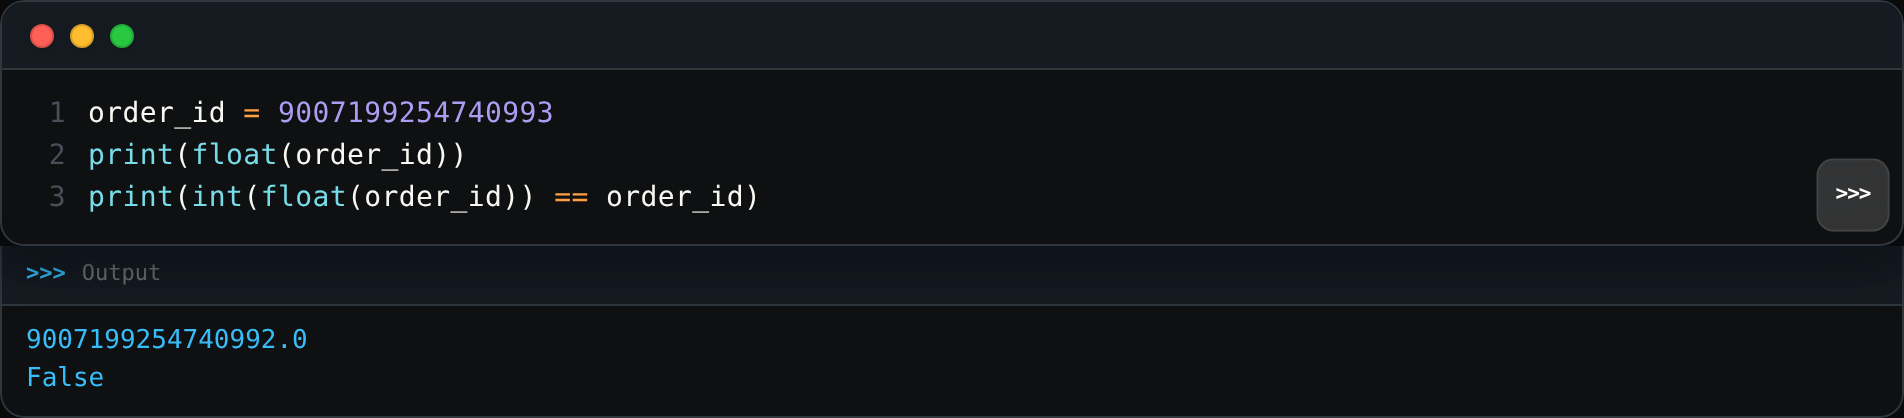 1 order_id = 9007199254740993
2 print(float(order_id))
3 print(int(float(order_id)) == order_id)
>>>
>>> Output
9007199254740992.0
False